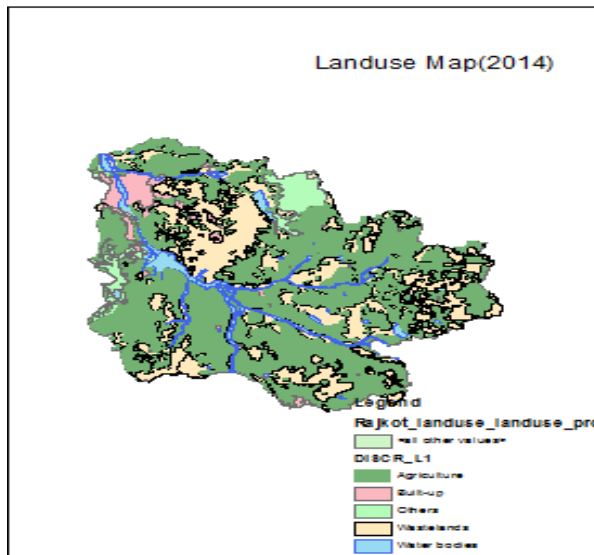 Landuse Map(2014)
Legend
Rajkot_landuse_landuse_pro
<all other values>
DISCR_L1
Agriculture
Built-up
Others
Wastelands
Water bodies